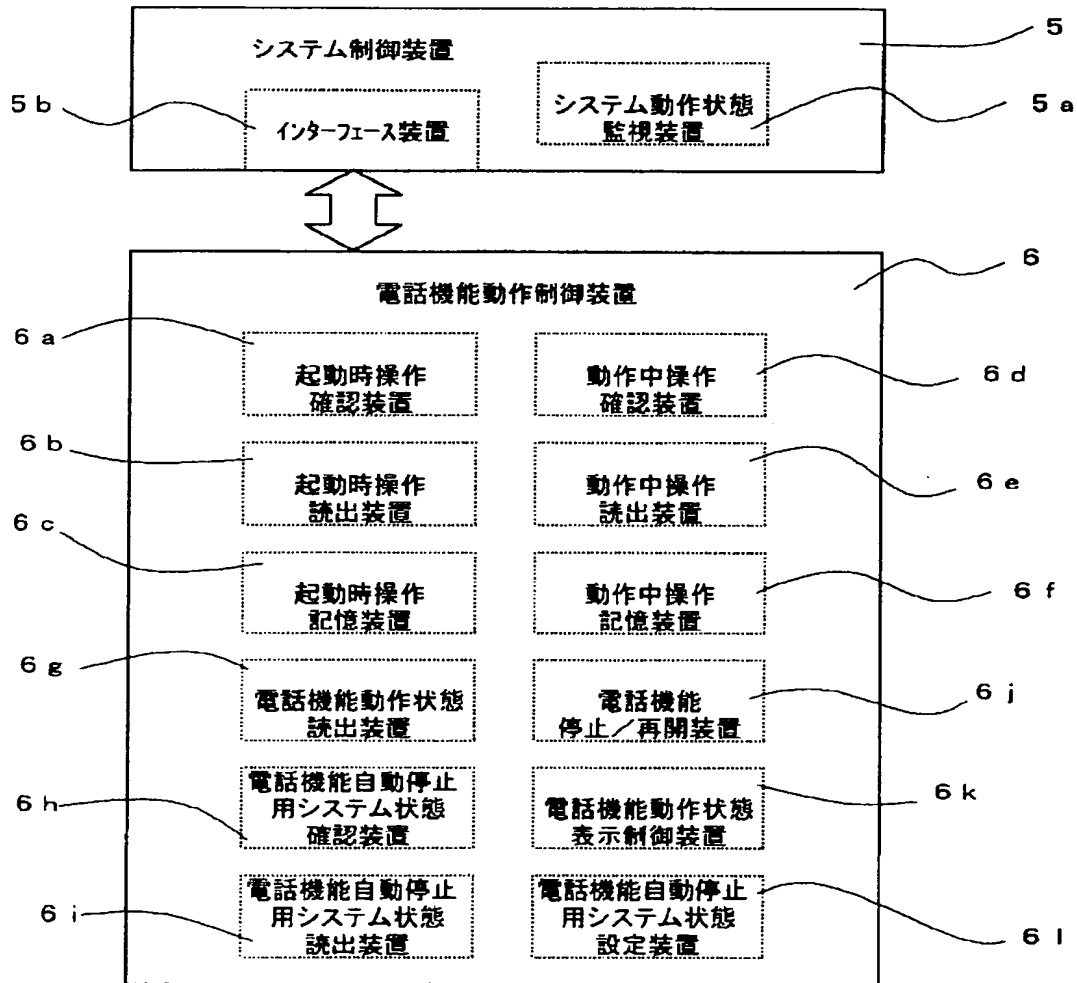 システム制御装置
5
5b
インターフェース装置
システム動作状態
監視装置
5a
6
電話機能動作制御装置
6a
起動時操作
確認装置
動作中操作
確認装置
6d
6b
起動時操作
読出装置
動作中操作
読出装置
6e
6c
起動時操作
記憶装置
動作中操作
記憶装置
6f
6g
電話機能動作状態
読出装置
電話機能
停止／再開装置
6j
6h
電話機能自動停止
用システム状態
確認装置
電話機能動作状態
表示制御装置
6k
6i
電話機能自動停止
用システム状態
読出装置
電話機能自動停止
用システム状態
設定装置
6l